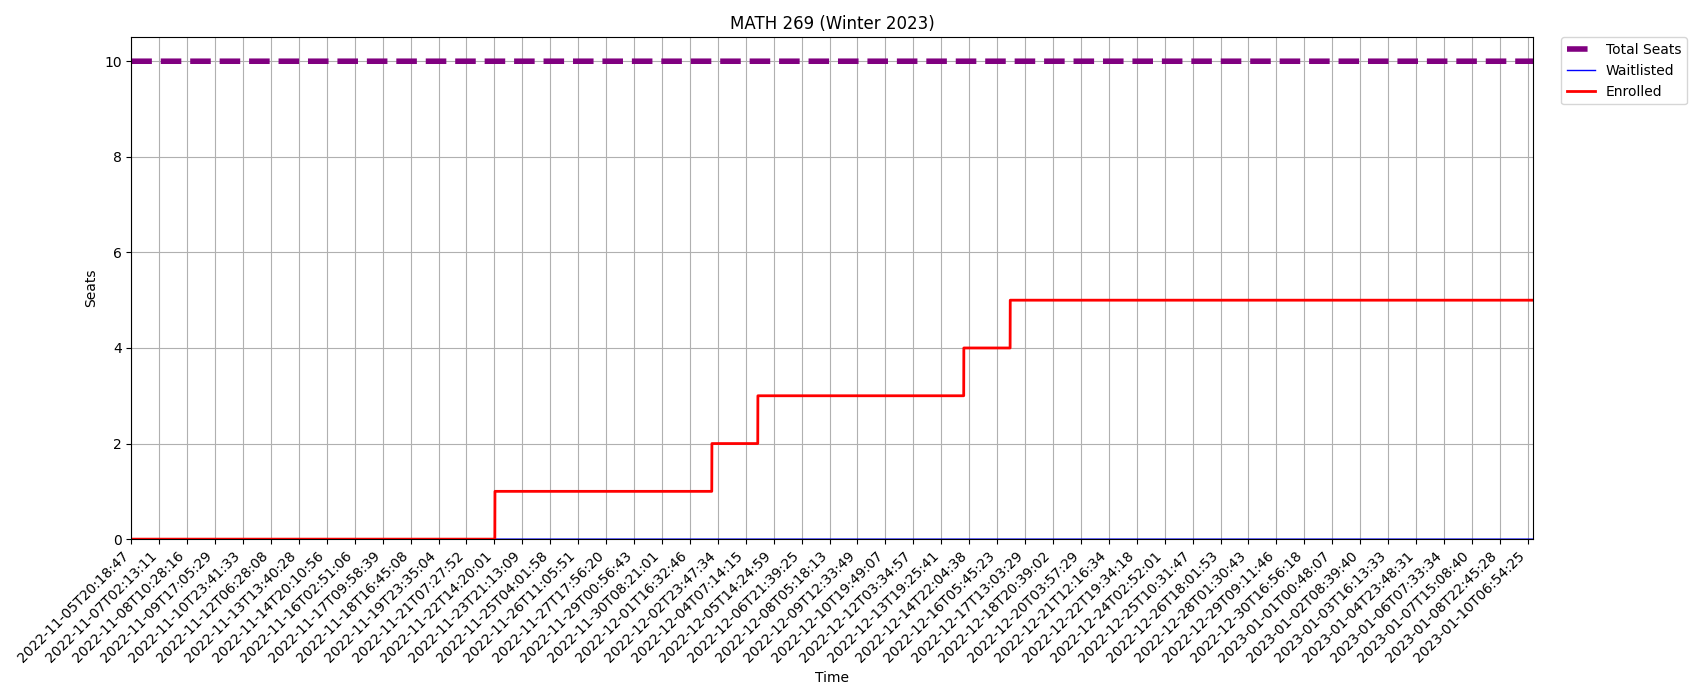 MATH 269 (Winter 2023)
Total Seats
Waitlisted
Enrolled
10
8
6
4
2
0
Seats
2022-11-05T20:18:47
2022-11-07T02:13:11
2022-11-08T10:28:16
2022-11-09T17:05:29
2022-11-10T23:41:33
2022-11-12T06:28:08
2022-11-13T13:40:28
2022-11-14T20:10:56
2022-11-16T02:51:06
2022-11-17T09:58:39
2022-11-18T16:45:08
2022-11-19T23:35:04
2022-11-21T07:27:52
2022-11-22T14:20:01
2022-11-23T21:13:09
2022-11-25T04:01:58
2022-11-26T11:05:51
2022-11-27T17:56:20
2022-11-29T00:56:43
2022-11-30T08:21:01
2022-12-01T16:32:46
2022-12-02T23:47:34
2022-12-04T07:14:15
2022-12-05T14:24:59
2022-12-06T21:39:25
2022-12-08T05:18:13
2022-12-09T12:33:49
2022-12-10T19:49:07
2022-12-12T03:34:57
2022-12-13T19:25:41
2022-12-14T22:04:38
2022-12-16T05:45:23
2022-12-17T13:03:29
2022-12-18T20:39:02
2022-12-20T03:57:29
2022-12-21T12:16:34
2022-12-22T19:34:18
2022-12-24T02:52:01
2022-12-25T10:31:47
2022-12-26T18:01:53
2022-12-28T01:30:43
2022-12-29T09:11:46
2022-12-30T16:56:18
2023-01-01T00:48:07
2023-01-02T08:39:40
2023-01-03T16:13:33
2023-01-04T23:48:31
2023-01-06T07:33:34
2023-01-07T15:08:40
2023-01-08T22:45:28
2023-01-10T06:54:25
Time